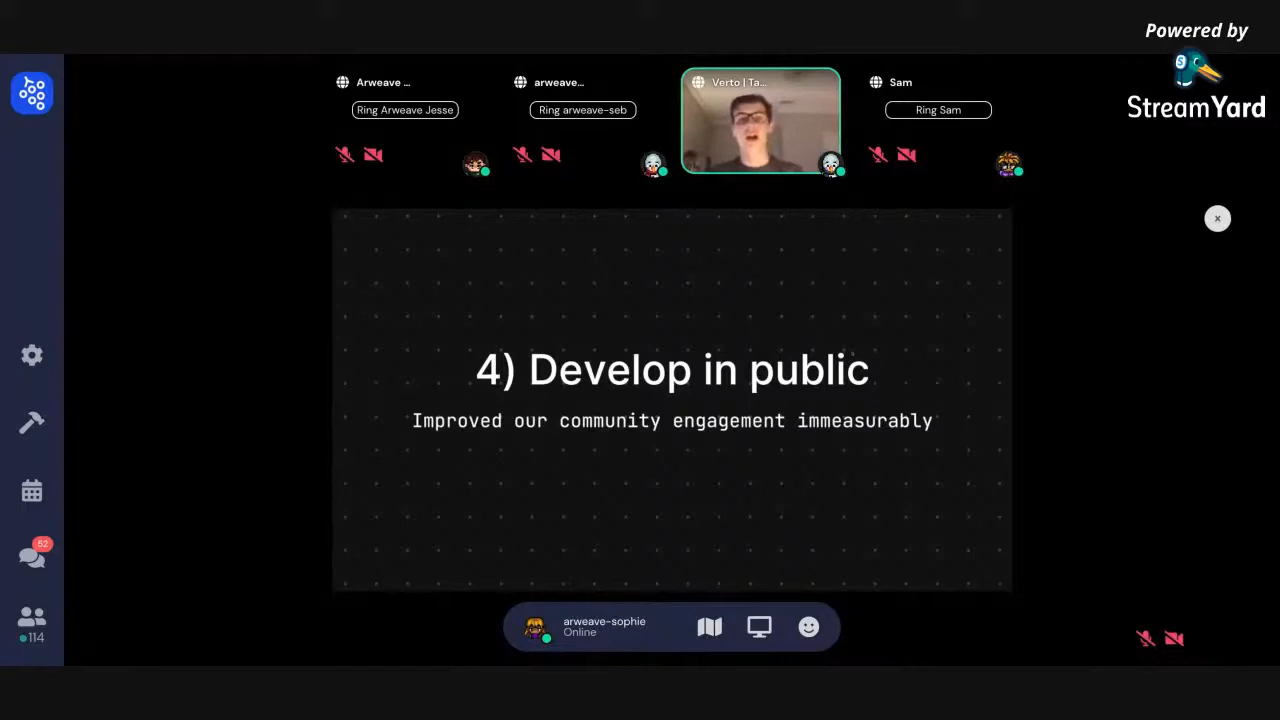 Powered by
StreamYard
Arweave ...
arweave...
Verto | Ta...
Sam
Ring Arweave Jesse
Ring arweave-seb
Ring Sam
×
4) Develop in public
Improved our community engagement immeasurably
52
114
arweave-sophie
Online